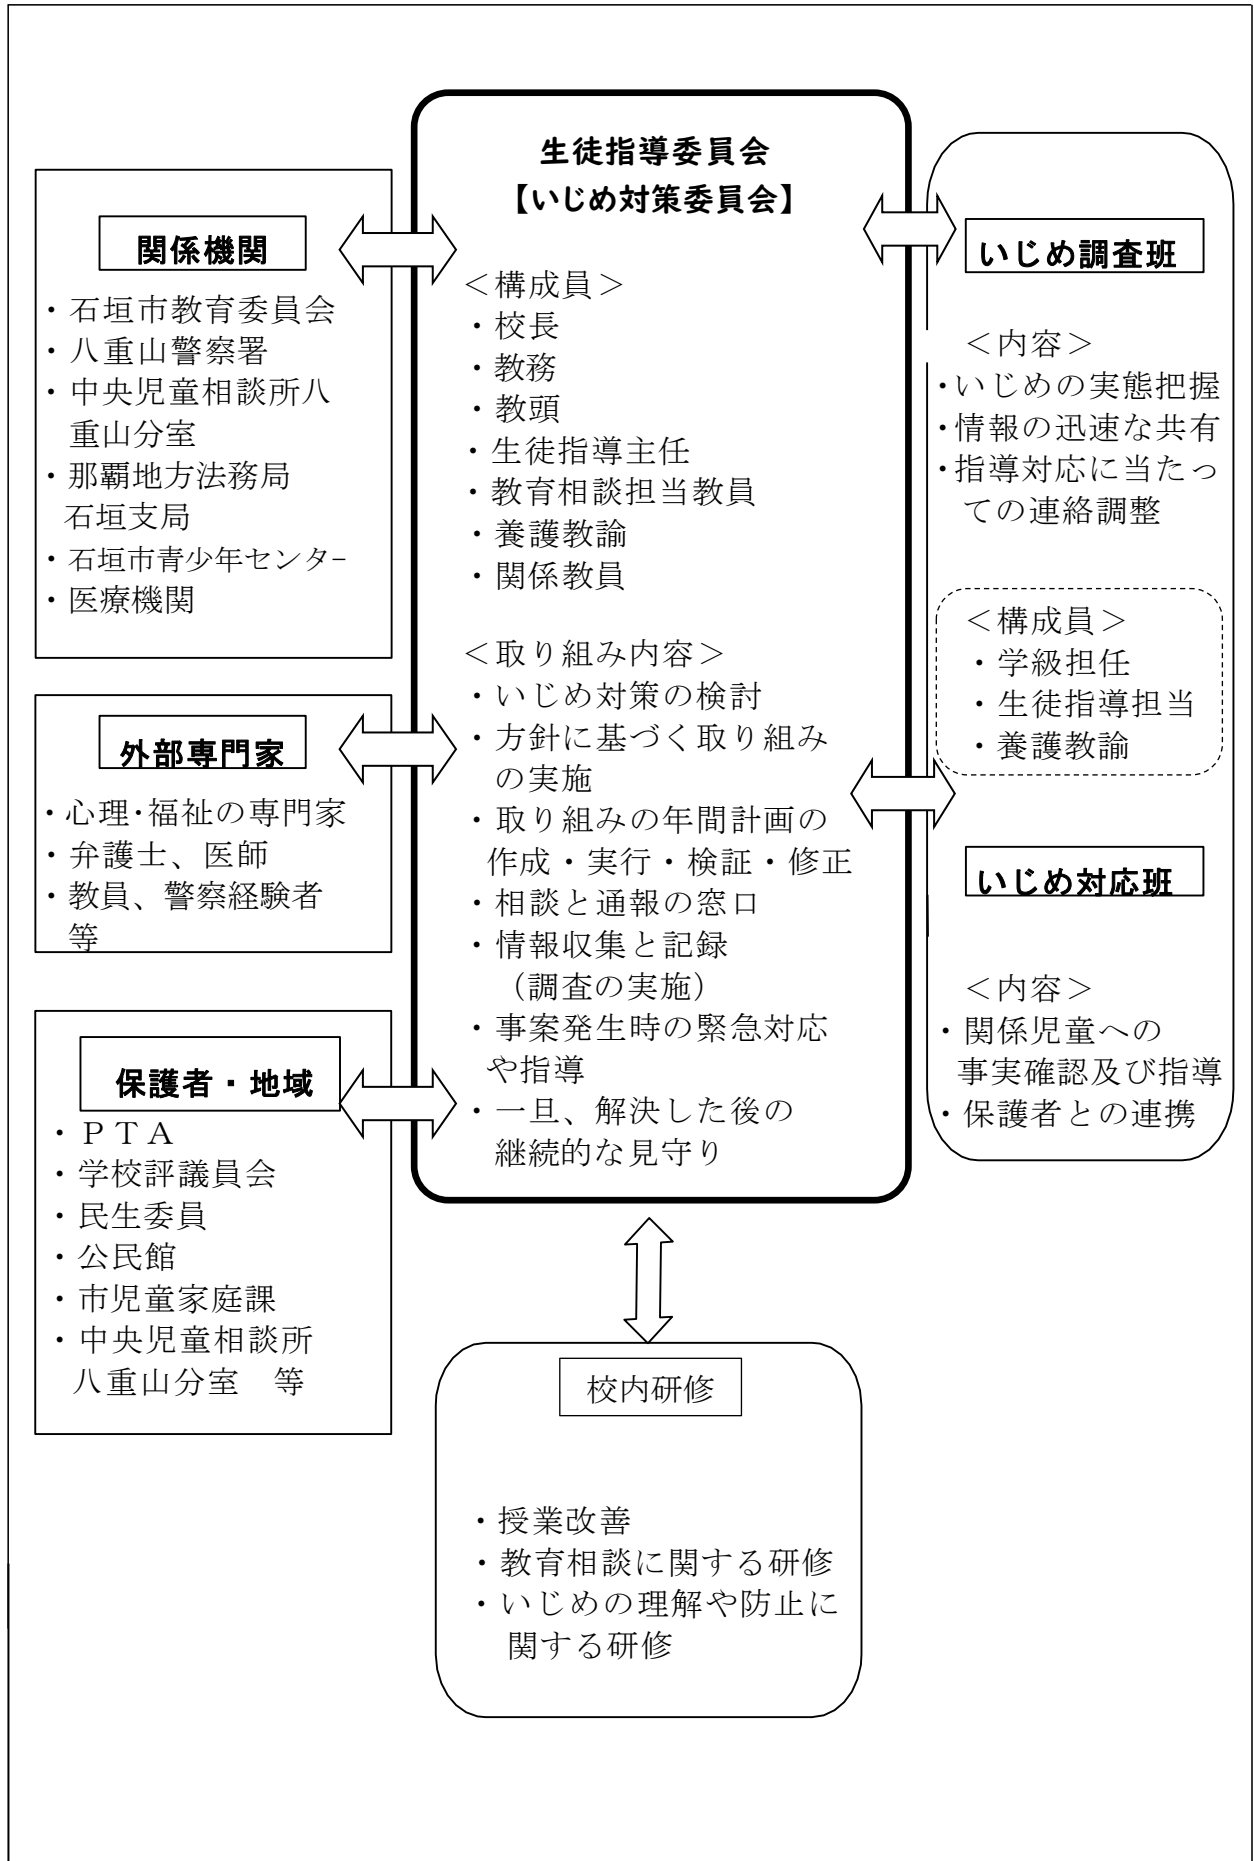 生徒指導委員会
【いじめ対策委員会】
＜構成員＞
・校長
・教務
・教頭
・生徒指導主任
・教育相談担当教員
・養護教諭
・関係教員
＜取り組み内容＞
・いじめ対策の検討
・方針に基づく取り組み
の実施
・取り組みの年間計画の
作成・実行・検証・修正
・相談と通報の窓口
・情報収集と記録
（調査の実施）
・事案発生時の緊急対応
や指導
・一旦、解決した後の
継続的な見守り
関係機関
・石垣市教育委員会
・八重山警察署
・中央児童相談所八
重山分室
・那覇地方法務局
石垣支局
・石垣市青少年センター
・医療機関
外部専門家
・心理・福祉の専門家
・弁護士、医師
・教員、警察経験者
等
保護者・地域
・ＰＴＡ
・学校評議員会
・民生委員
・公民館
・市児童家庭課
・中央児童相談所
八重山分室　等
いじめ調査班
＜内容＞
・いじめの実態把握
・情報の迅速な共有
・指導対応に当たっ
ての連絡調整
＜構成員＞
・学級担任
・生徒指導担当
・養護教諭
いじめ対応班
＜内容＞
・関係児童への
事実確認及び指導
・保護者との連携
校内研修
・授業改善
・教育相談に関する研修
・いじめの理解や防止に
関する研修